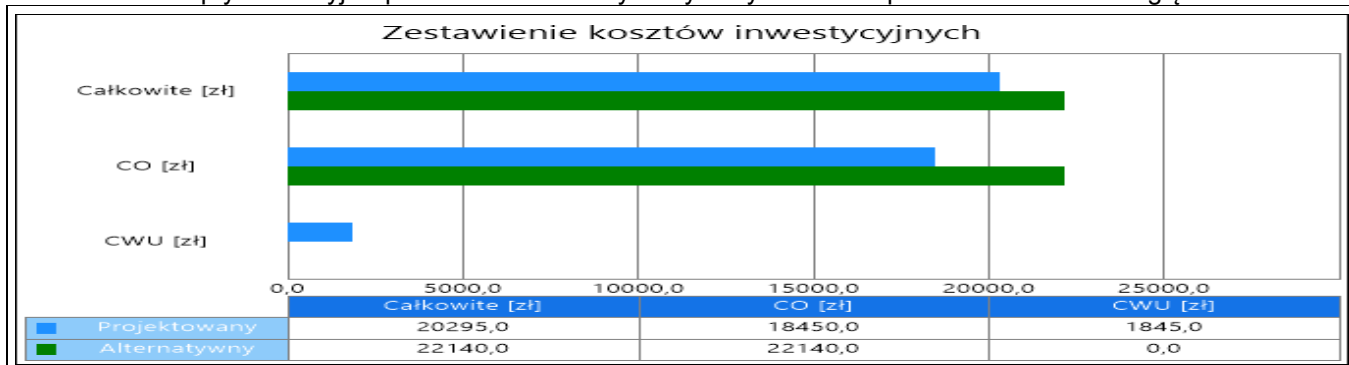 Zestawienie kosztów inwestycyjnych
Całkowite [zł]
CO [zł]
CWU [zł]
0,0 5000,0 10000,0 15000,0 20000,0 25000,0
Całkowite [zł] CO [zł] CWU [zł]
Projektowany 20295,0 18450,0 1845,0
Alternatywny 22140,0 22140,0 0,0